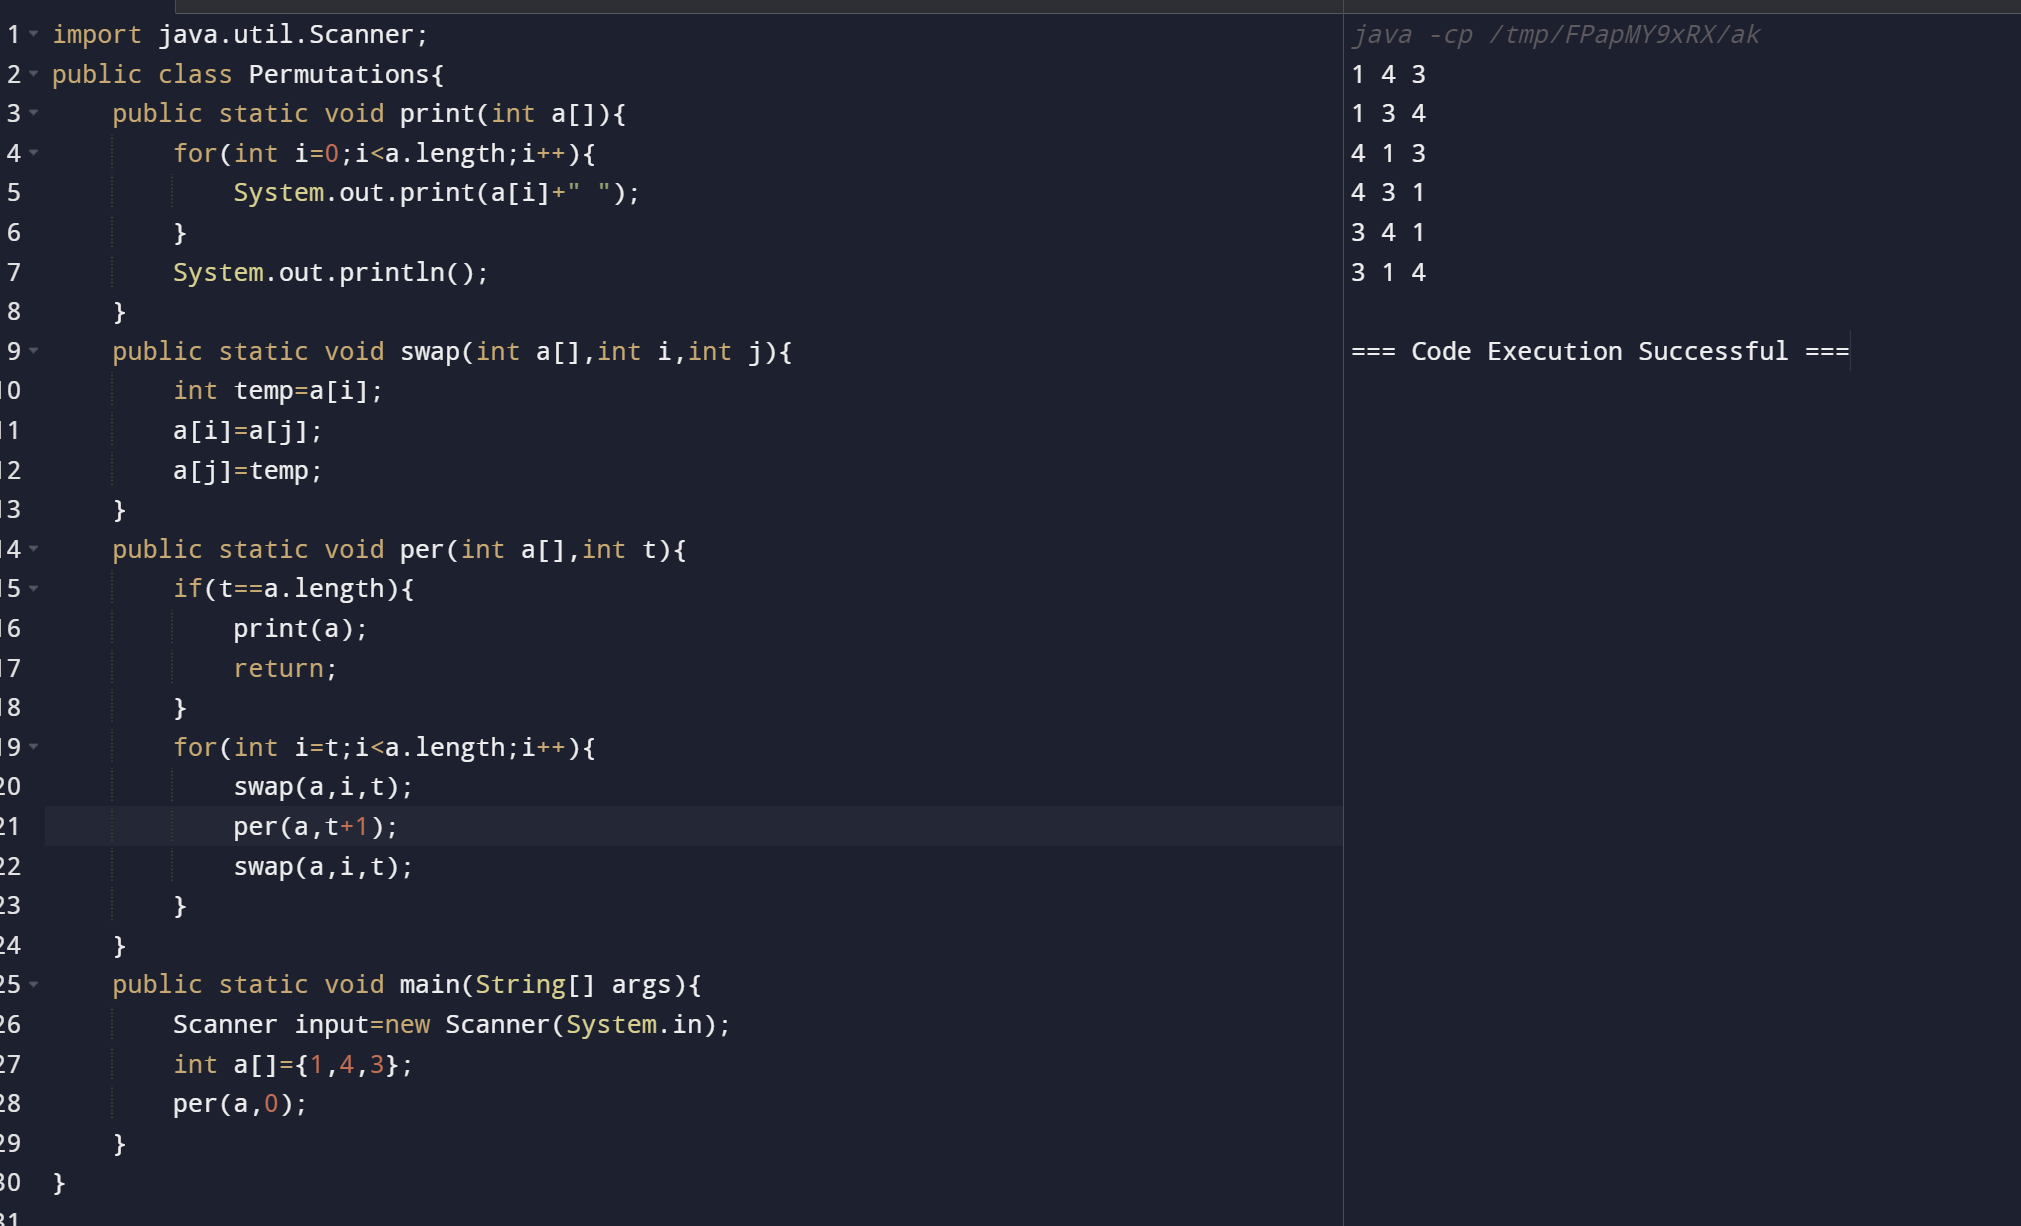 1 import java.util.Scanner;
2 public class Permutations{
3     public static void print(int a[]){
4         for(int i=0;i<a.length;i++){
5             System.out.print(a[i]+" ");
6         }
7         System.out.println();
8     }
9     public static void swap(int a[],int i,int j){
10         int temp=a[i];
11         a[i]=a[j];
12         a[j]=temp;
13     }
14     public static void per(int a[],int t){
15         if(t==a.length){
16             print(a);
17             return;
18         }
19         for(int i=t;i<a.length;i++){
20             swap(a,i,t);
21             per(a,t+1);
22             swap(a,i,t);
23         }
24     }
25     public static void main(String[] args){
26         Scanner input=new Scanner(System.in);
27         int a[]={1,4,3};
28         per(a,0);
29     }
30 }
31
java -cp /tmp/FPapMY9xRX/ak
1 4 3
1 3 4
4 1 3
4 3 1
3 4 1
3 1 4
=== Code Execution Successful ===